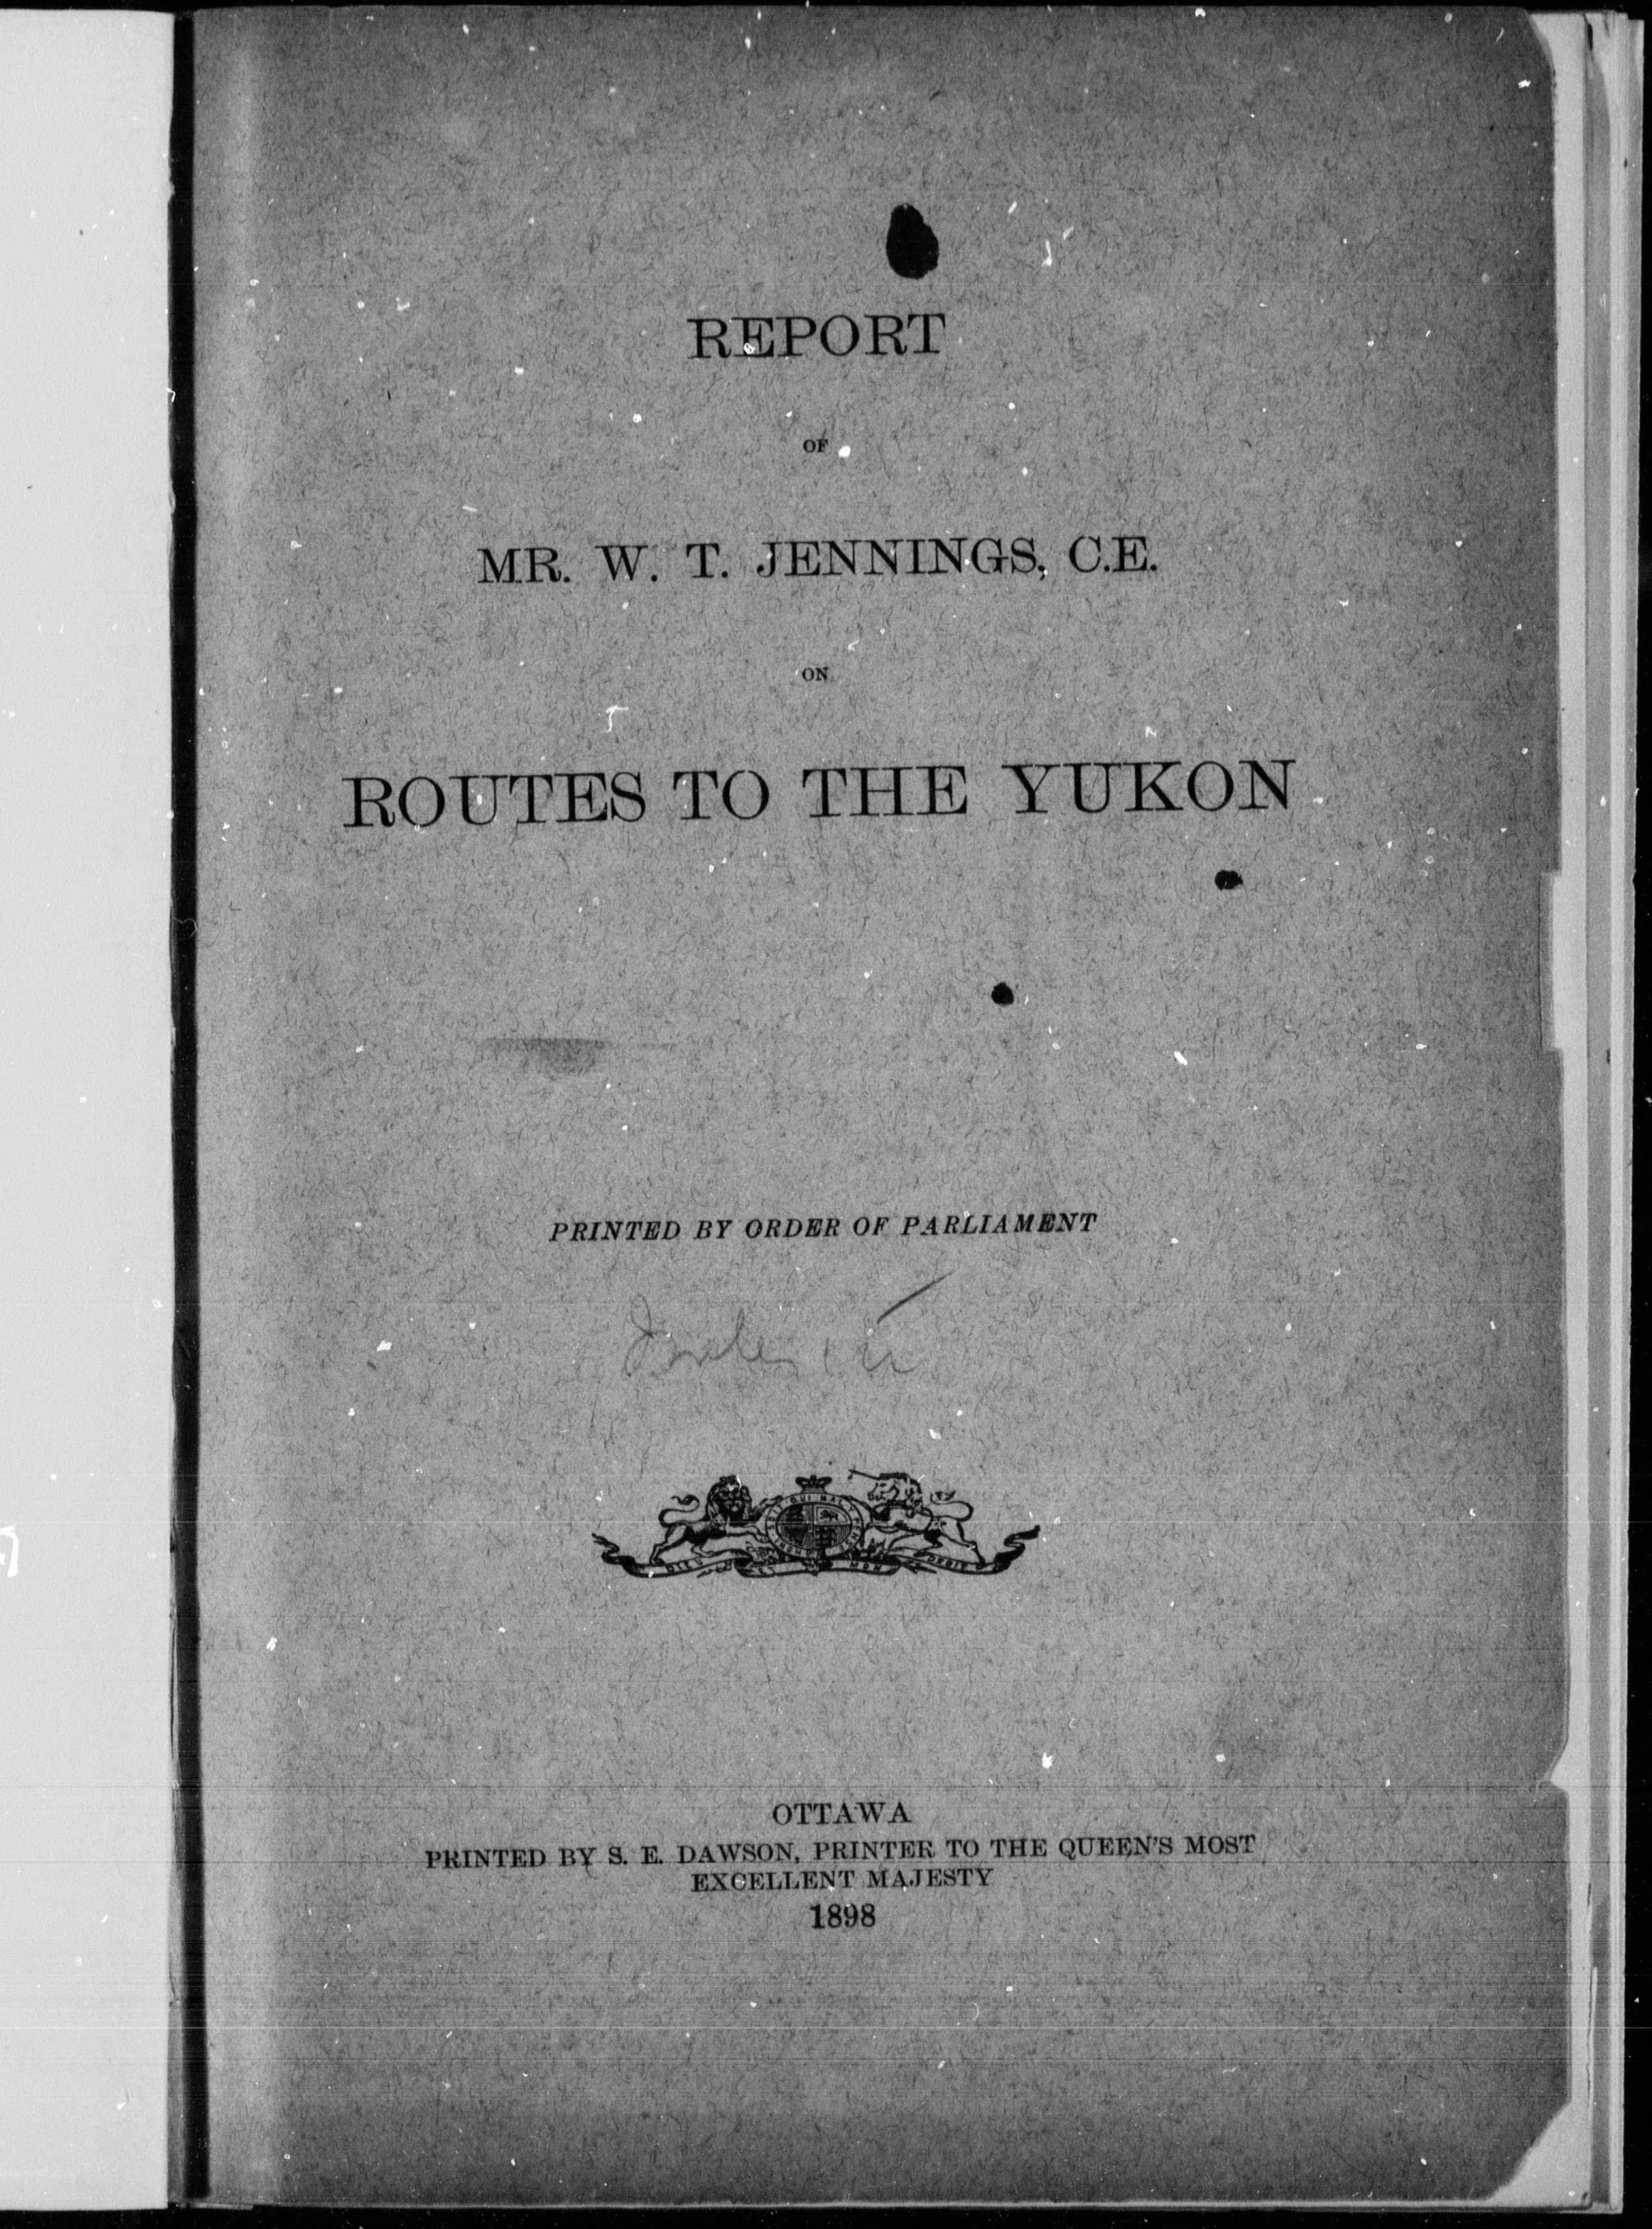 REPORT
OF
MR. W. T. JENNINGS, C.E.
ON
ROUTES TO THE YUKON
PRINTED BY ORDER OF PARLIAMENT
OTTAWA
PRINTED BY S. E. DAWSON, PRINTER TO THE QUEEN'S MOST
EXCELLENT MAJESTY
1898